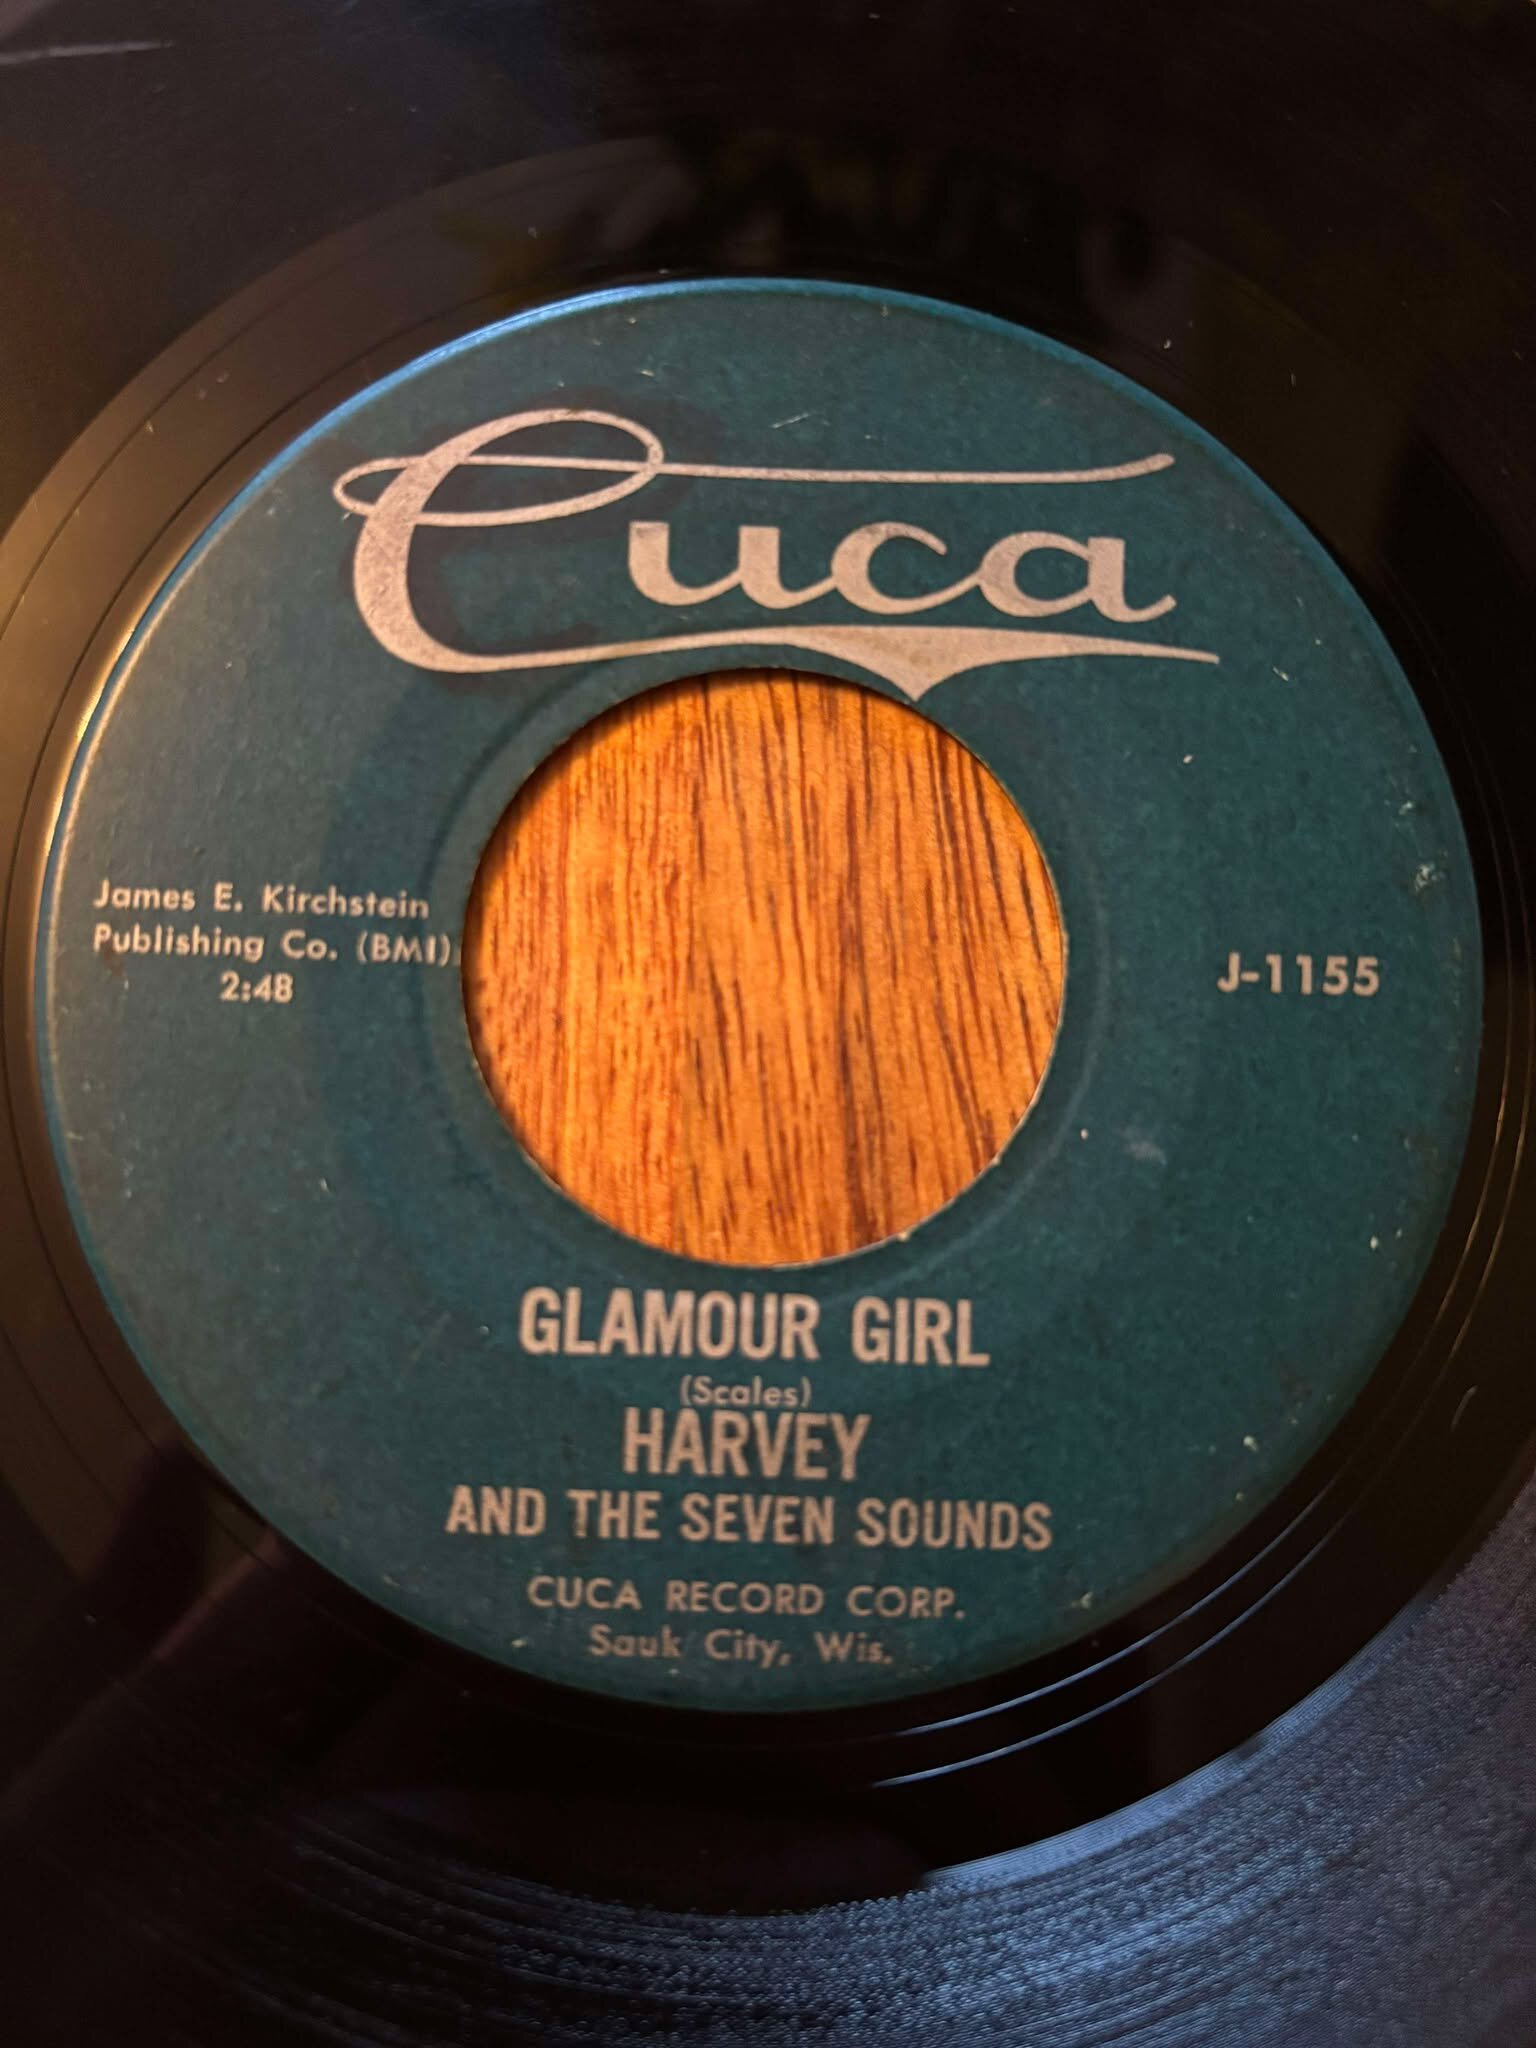 Cuca
James E. Kirchstein
Publishing Co. (BMI)
2:48
J-1155
GLAMOUR GIRL
(Scales)
HARVEY
AND THE SEVEN SOUNDS
CUCA RECORD CORP.
Sauk City, Wis.